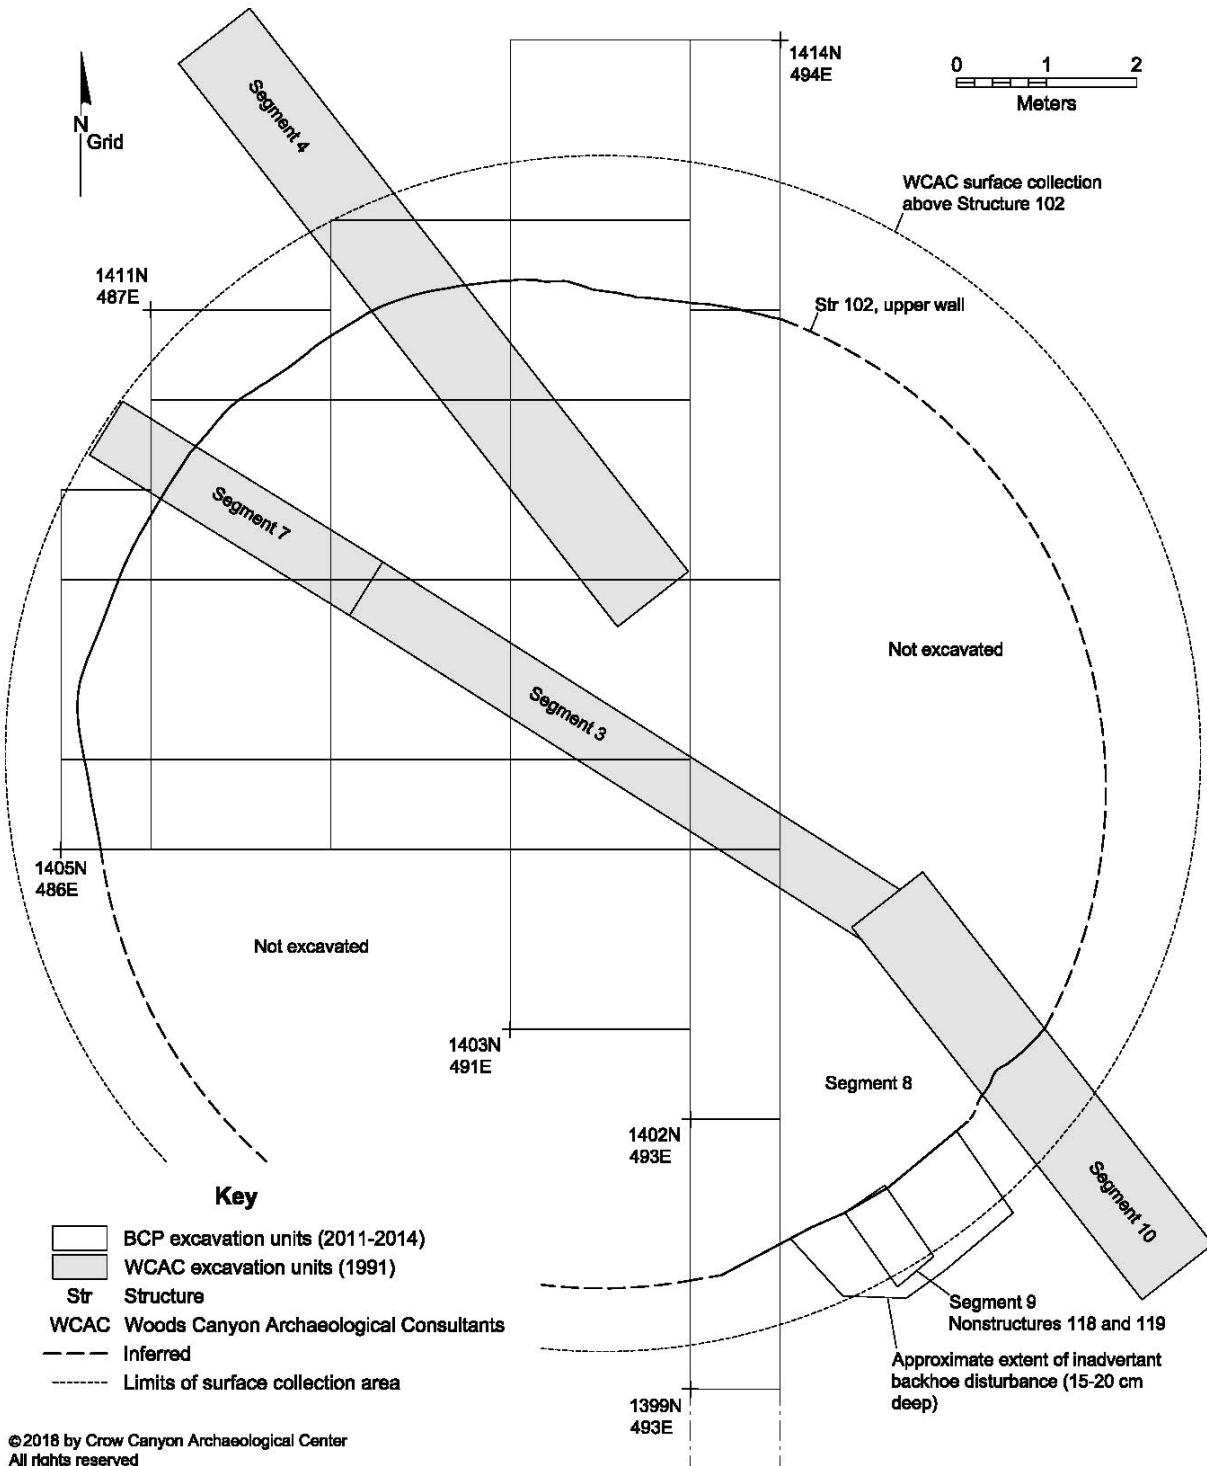 1414N
494E
0 1 2
Meters
N
Grid
Segment 4
WCAC surface collection
above Structure 102
1411N
487E
Str 102, upper wall
Segment 7
Not excavated
Segment 3
1405N
486E
Not excavated
1403N
491E
Segment 8
1402N
493E
Segment 10
Key
BCP excavation units (2011-2014)
WCAC excavation units (1991)
Str Structure
WCAC Woods Canyon Archaeological Consultants
Inferred
Limits of surface collection area
Segment 9
Nonstructures 118 and 119
Approximate extent of inadvertant
backhoe disturbance (15-20 cm
deep)
1399N
493E
©2018 by Crow Canyon Archaeological Center
All rights reserved